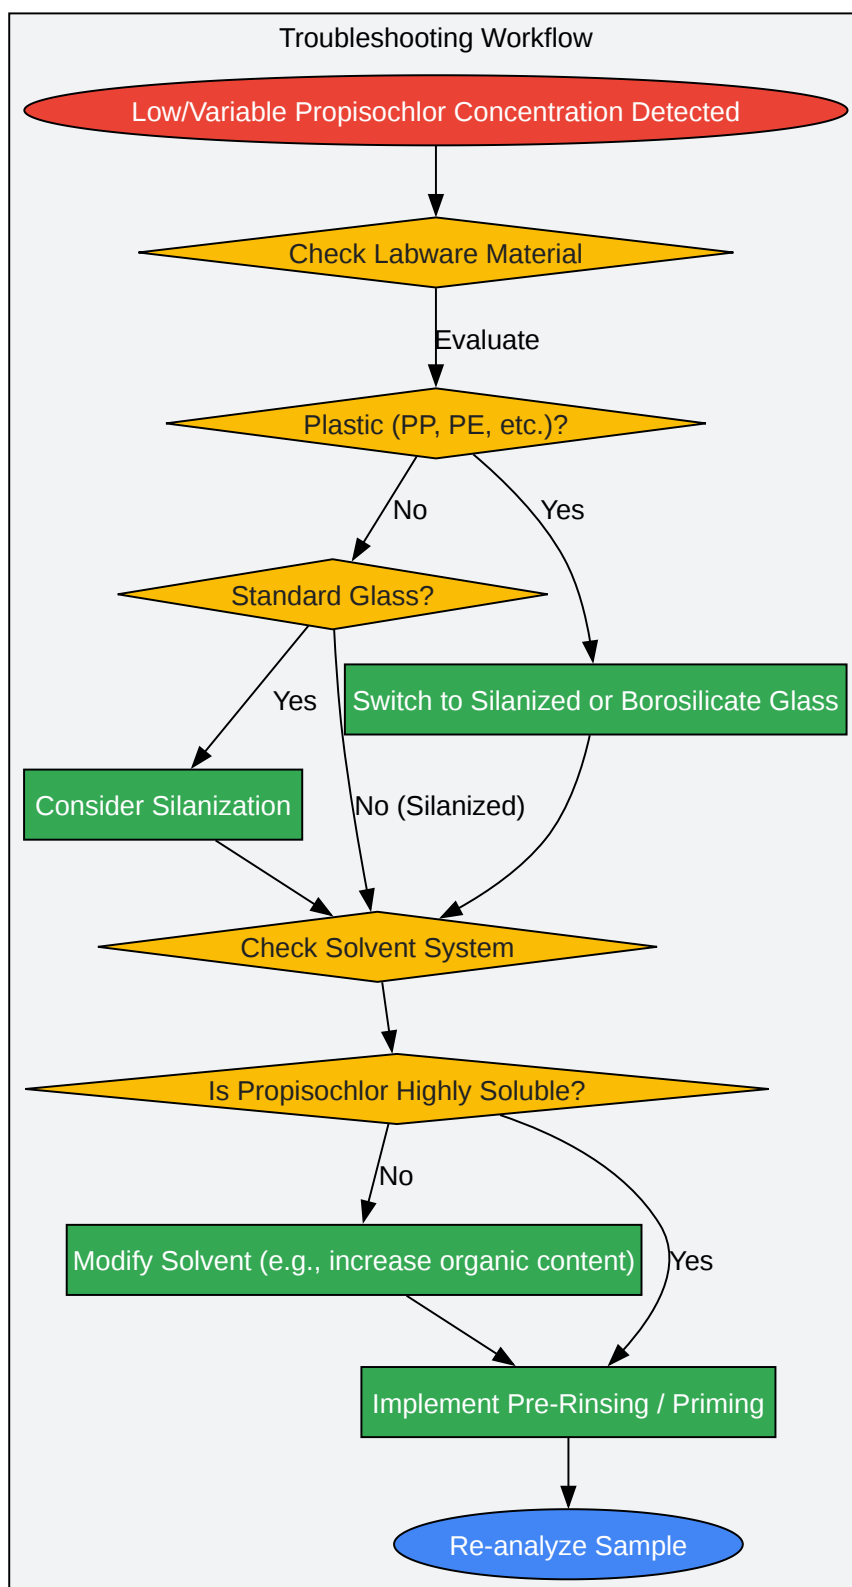 Troubleshooting Workflow
Low/Variable Propisochlor Concentration Detected
Check Labware Material
Evaluate
Plastic (PP, PE, etc.)?
No
Yes
Standard Glass?
Yes
Switch to Silanized or Borosilicate Glass
Consider Silanization
No (Silanized)
Check Solvent System
Is Propisochlor Highly Soluble?
No
Modify Solvent (e.g., increase organic content)
Yes
Implement Pre-Rinsing / Priming
Re-analyze Sample